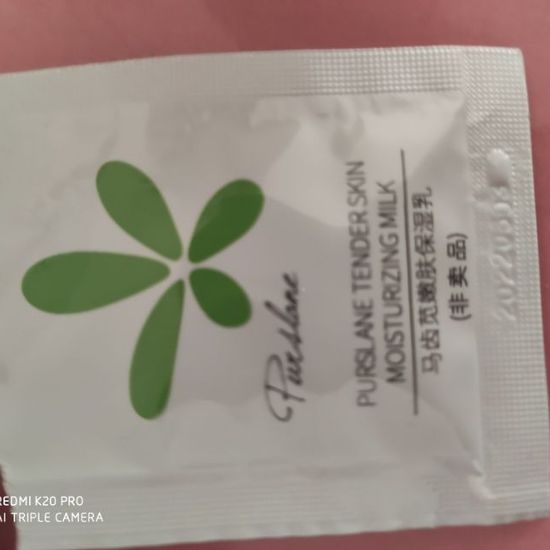 Purslane
PURSLANE TENDER SKIN
MOISTURIZING MILK
马齿苋嫩肤保湿乳
(非卖品)
20220303
REDMI K20 PRO
AI TRIPLE CAMERA